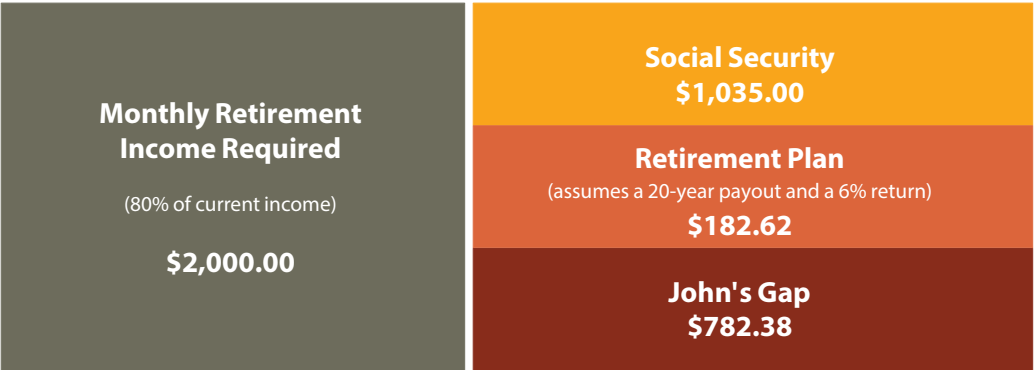 Monthly Retirement
Income Required
(80% of current income)
$2,000.00
Social Security
$1,035.00
Retirement Plan
(assumes a 20-year payout and a 6% return)
$182.62
John's Gap
$782.38